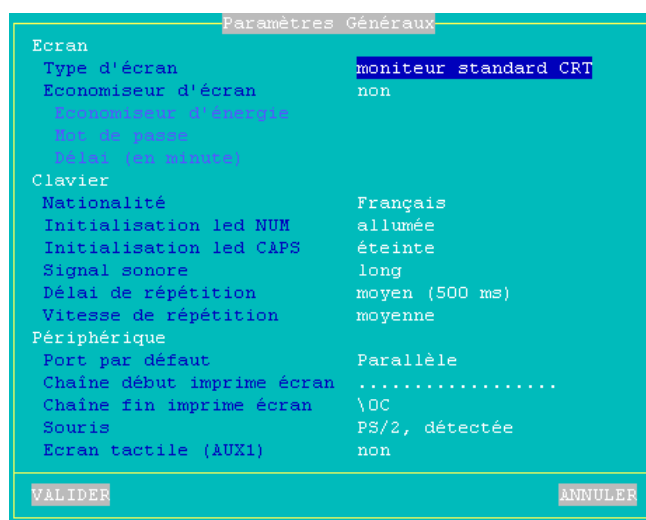 Paramètres Généraux
Ecran
Type d'écran moniteur standard CRT
Economiseur d'écran non
Economiseur d'énergie
Mot de passe
Délai (en minute)
Clavier
Nationalité Français
Initialisation led NUM allumée
Initialisation led CAPS éteinte
Signal sonore long
Délai de répétition moyen (500 ms)
Vitesse de répétition moyenne
Périphérique
Port par défaut Parallèle
Chaîne début imprime écran ..................
Chaîne fin imprime écran \0C
Souris PS/2, détectée
Ecran tactile (AUX1) non
VALIDER ANNULER